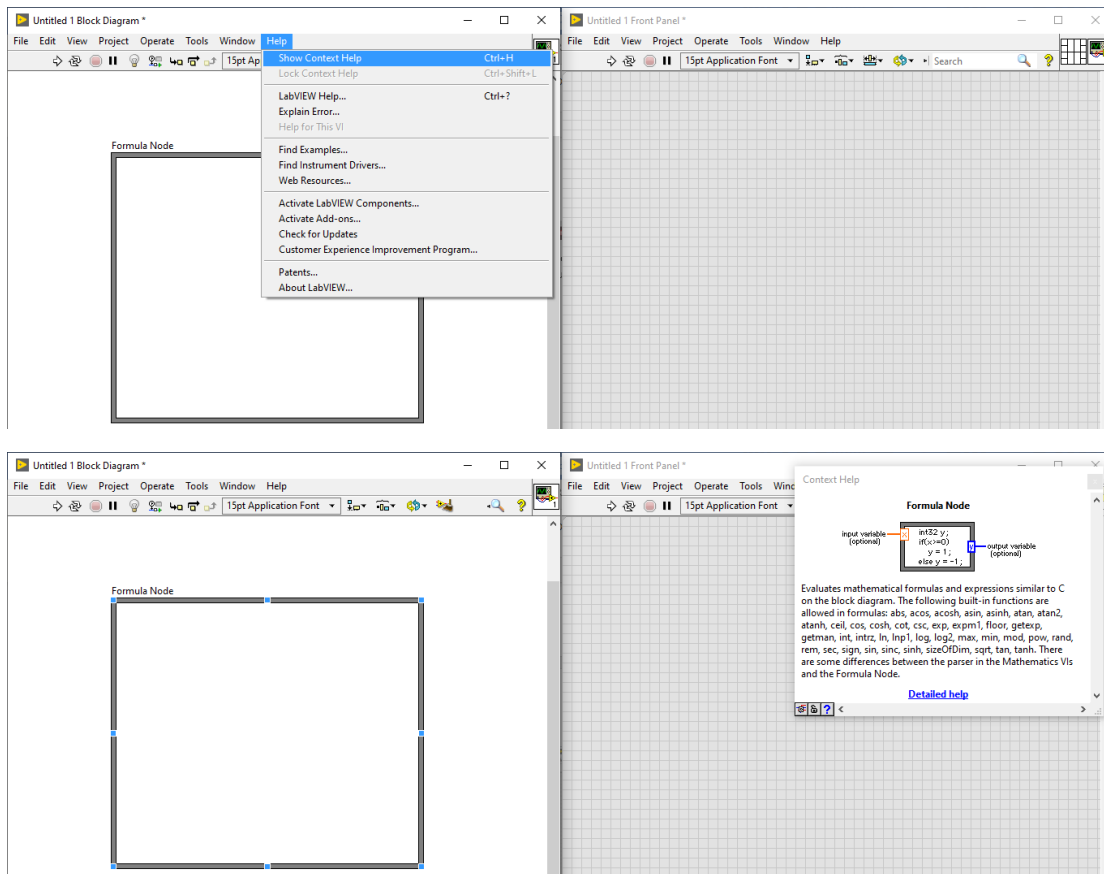 Untitled 1 Block Diagram *
File Edit View Project Operate Tools Window Help
15pt Ap
Show Context Help Ctrl+H
Lock Context Help Ctrl+Shift+L
LabVIEW Help... Ctrl+?
Explain Error...
Help for This VI
Find Examples...
Find Instrument Drivers...
Web Resources...
Activate LabVIEW Components...
Activate Add-ons...
Check for Updates
Customer Experience Improvement Program...
Patents...
About LabVIEW...
Formula Node
Untitled 1 Front Panel *
File Edit View Project Operate Tools Window Help
15pt Application Font
Search
Untitled 1 Block Diagram *
File Edit View Project Operate Tools Window Help
15pt Application Font
1
Formula Node
Untitled 1 Front Panel *
File Edit View Project Operate Tools Wind
15pt Application Font
Context Help
Formula Node
input variable
(optional)
x
int32 y;
if(x>=0)
y = 1;
else y = -1;
y
output variable
(optional)
Evaluates mathematical formulas and expressions similar to C
on the block diagram. The following built-in functions are
allowed in formulas: abs, acos, acosh, asin, asinh, atan, atan2,
atanh, ceil, cos, cosh, cot, csc, exp, expm1, floor, getexp,
getman, int, intrz, ln, lnp1, log, log2, max, min, mod, pow, rand,
rem, sec, sign, sin, sinc, sinh, sizeOfDim, sqrt, tan, tanh. There
are some differences between the parser in the Mathematics VIs
and the Formula Node.
Detailed help